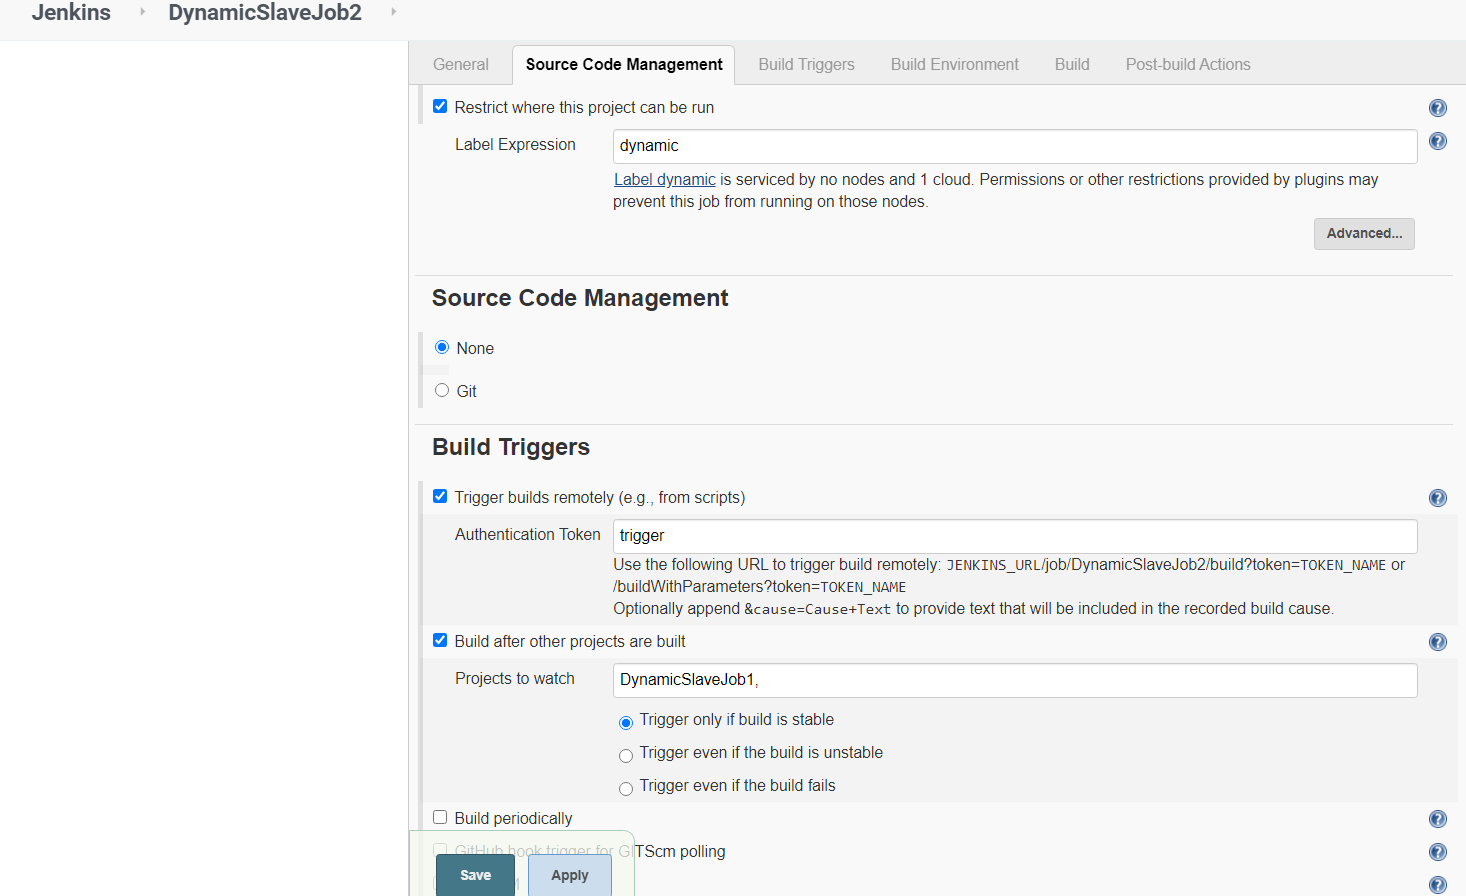 Jenkins DynamicSlaveJob2
General Source Code Management Build Triggers Build Environment Build Post-build Actions
Restrict where this project can be run
Label Expression dynamic
Label dynamic is serviced by no nodes and 1 cloud. Permissions or other restrictions provided by plugins may
prevent this job from running on those nodes.
Advanced...
Source Code Management
None
Git
Build Triggers
Trigger builds remotely (e.g., from scripts)
Authentication Token trigger
Use the following URL to trigger build remotely: JENKINS_URL/job/DynamicSlaveJob2/build?token=TOKEN_NAME or
/buildWithParameters?token=TOKEN_NAME
Optionally append &cause=Cause+Text to provide text that will be included in the recorded build cause.
Build after other projects are built
Projects to watch DynamicSlaveJob1,
Trigger only if build is stable
Trigger even if the build is unstable
Trigger even if the build fails
Build periodically
GitHub hook trigger for GITScm polling
Save Apply